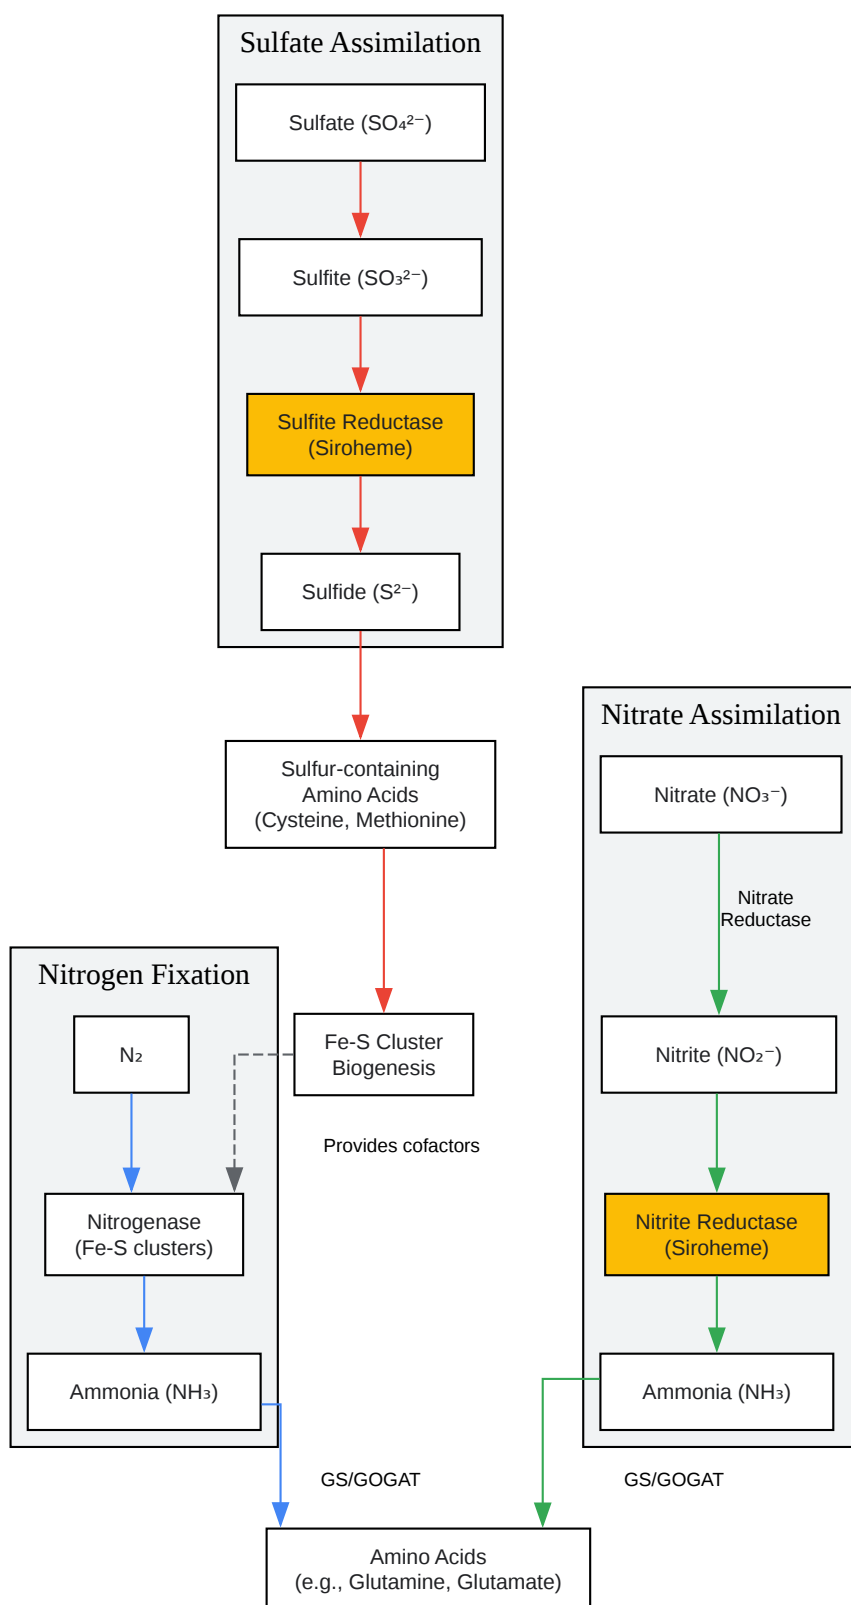 Sulfate Assimilation
Sulfate (SO₄²⁻)
Sulfite (SO₃²⁻)
Sulfite Reductase
(Siroheme)
Sulfide (S²⁻)
Sulfur-containing
Amino Acids
(Cysteine, Methionine)
Nitrate Assimilation
Nitrate (NO₃⁻)
Nitrate
Reductase
Nitrogen Fixation
N₂
Fe-S Cluster
Biogenesis
Nitrite (NO₂⁻)
Provides cofactors
Nitrogenase
(Fe-S clusters)
Nitrite Reductase
(Siroheme)
Ammonia (NH₃)
Ammonia (NH₃)
GS/GOGAT
GS/GOGAT
Amino Acids
(e.g., Glutamine, Glutamate)